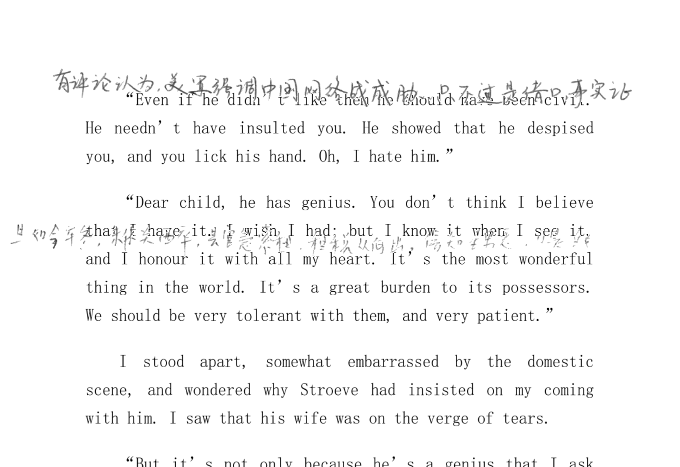 有评论认为,美军强调中国网络威胁,只不过是借口,事实证
“Even if he didn’t like them he should have been civil.
He needn’t have insulted you. He showed that he despised
you, and you lick his hand. Oh, I hate him.”
“Dear child, he has genius. You don’t think I believe
that I have it. I wish I had; but I know it when I see it,
and I honour it with all my heart. It’s the most wonderful
thing in the world. It’s a great burden to its possessors.
We should be very tolerant with them, and very patient.”
I stood apart, somewhat embarrassed by the domestic
scene, and wondered why Stroeve had insisted on my coming
with him. I saw that his wife was on the verge of tears.
“But it’s not only because he’s a genius that I ask